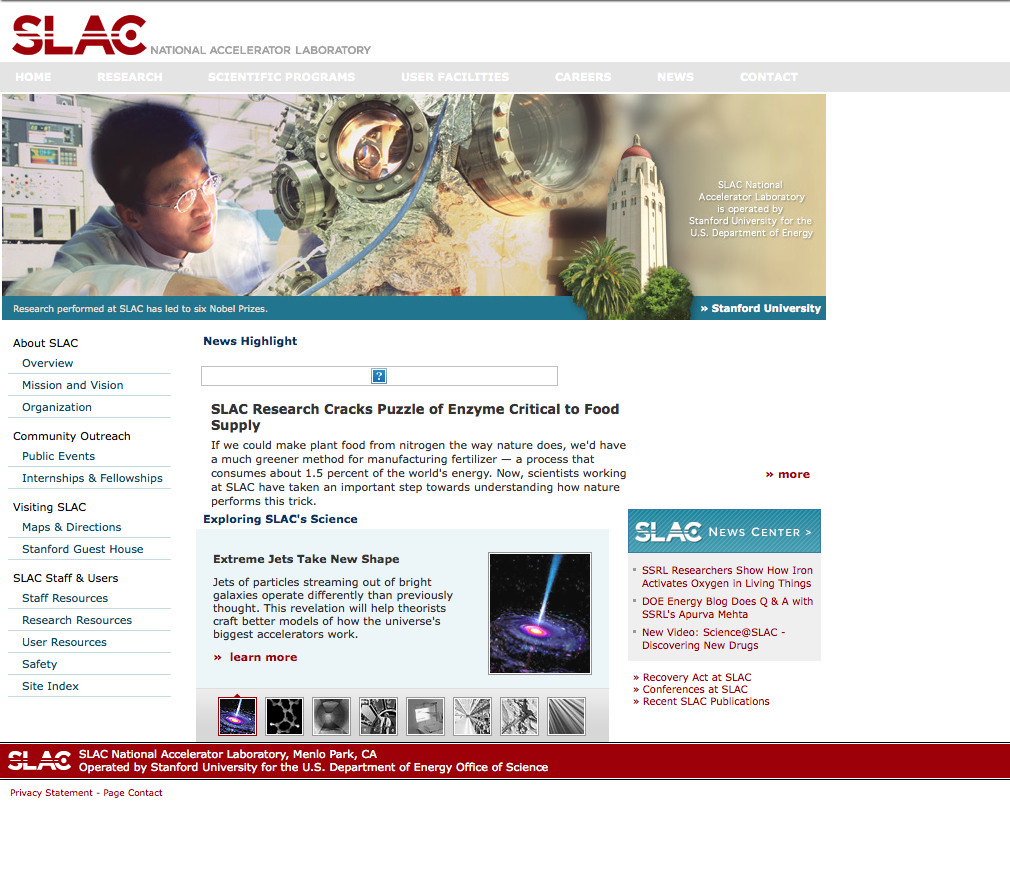 SLAC NATIONAL ACCELERATOR LABORATORY
HOME RESEARCH SCIENTIFIC PROGRAMS USER FACILITIES CAREERS NEWS CONTACT
SLAC National
Accelerator Laboratory
is operated by
Stanford University for the
U.S. Department of Energy
Research performed at SLAC has led to six Nobel Prizes.
» Stanford University
About SLAC
Overview
Mission and Vision
Organization
Community Outreach
Public Events
Internships & Fellowships
Visiting SLAC
Maps & Directions
Stanford Guest House
SLAC Staff & Users
Staff Resources
Research Resources
User Resources
Safety
Site Index
News Highlight
?
SLAC Research Cracks Puzzle of Enzyme Critical to Food
Supply
If we could make plant food from nitrogen the way nature does, we'd have
a much greener method for manufacturing fertilizer — a process that
consumes about 1.5 percent of the world's energy. Now, scientists working
at SLAC have taken an important step towards understanding how nature
performs this trick.
» more
Exploring SLAC's Science
Extreme Jets Take New Shape
Jets of particles streaming out of bright
galaxies operate differently than previously
thought. This revelation will help theorists
craft better models of how the universe's
biggest accelerators work.
» learn more
SLAC NEWS CENTER >
SSRL Researchers Show How Iron
Activates Oxygen in Living Things
DOE Energy Blog Does Q & A with
SSRL's Apurva Mehta
New Video: Science@SLAC -
Discovering New Drugs
» Recovery Act at SLAC
» Conferences at SLAC
» Recent SLAC Publications
SLAC SLAC National Accelerator Laboratory, Menlo Park, CA
Operated by Stanford University for the U.S. Department of Energy Office of Science
Privacy Statement - Page Contact